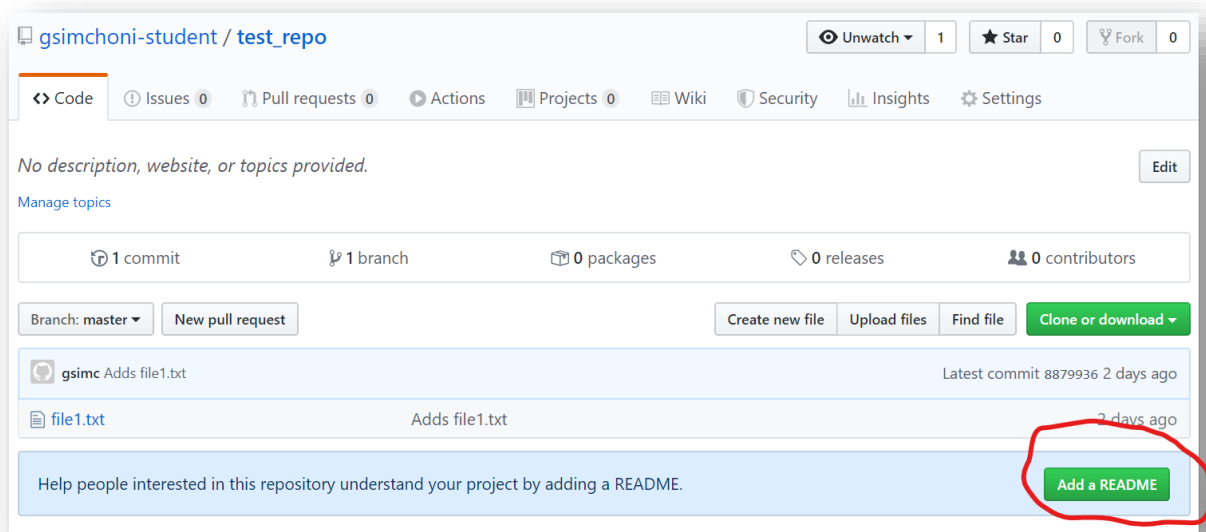 gsimchoni-student / test_repo Unwatch 1 Star 0 Fork 0
Code Issues 0 Pull requests 0 Actions Projects 0 Wiki Security Insights Settings
No description, website, or topics provided. Edit
Manage topics
1 commit 1 branch 0 packages 0 releases 0 contributors
Branch: master New pull request Create new file Upload files Find file Clone or download
gsimc Adds file1.txt Latest commit 8879936 2 days ago
file1.txt Adds file1.txt 2 days ago
Help people interested in this repository understand your project by adding a README. Add a README